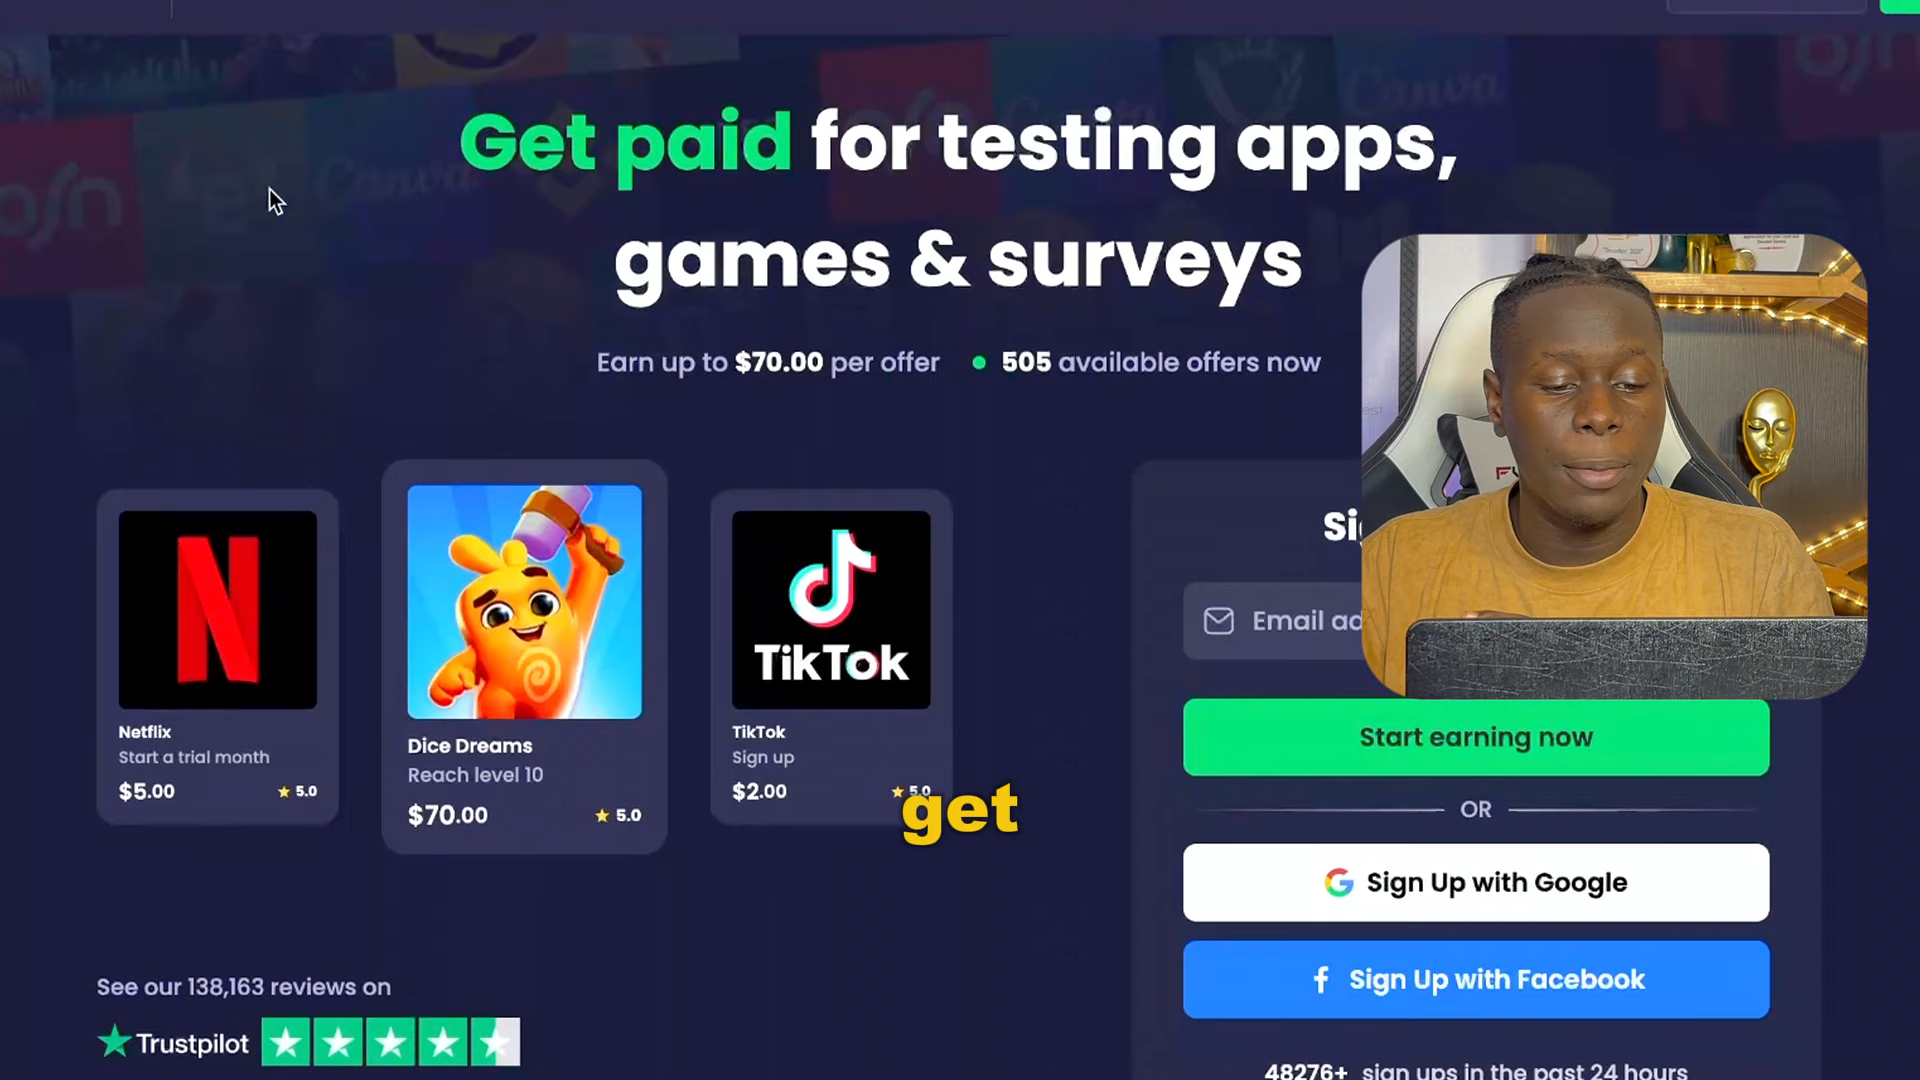 Get paid for testing apps,
games & surveys
Earn up to $70.00 per offer
505 available offers now
N
TikTok
Netflix
Start a trial month
$5.00
5.0
Dice Dreams
Reach level 10
$70.00
5.0
TikTok
Sign up
$2.00
5.0
get
Email ad
Start earning now
OR
Sign Up with Google
f Sign Up with Facebook
See our 138,163 reviews on
Trustpilot
48276+ sign ups in the past 24 hours